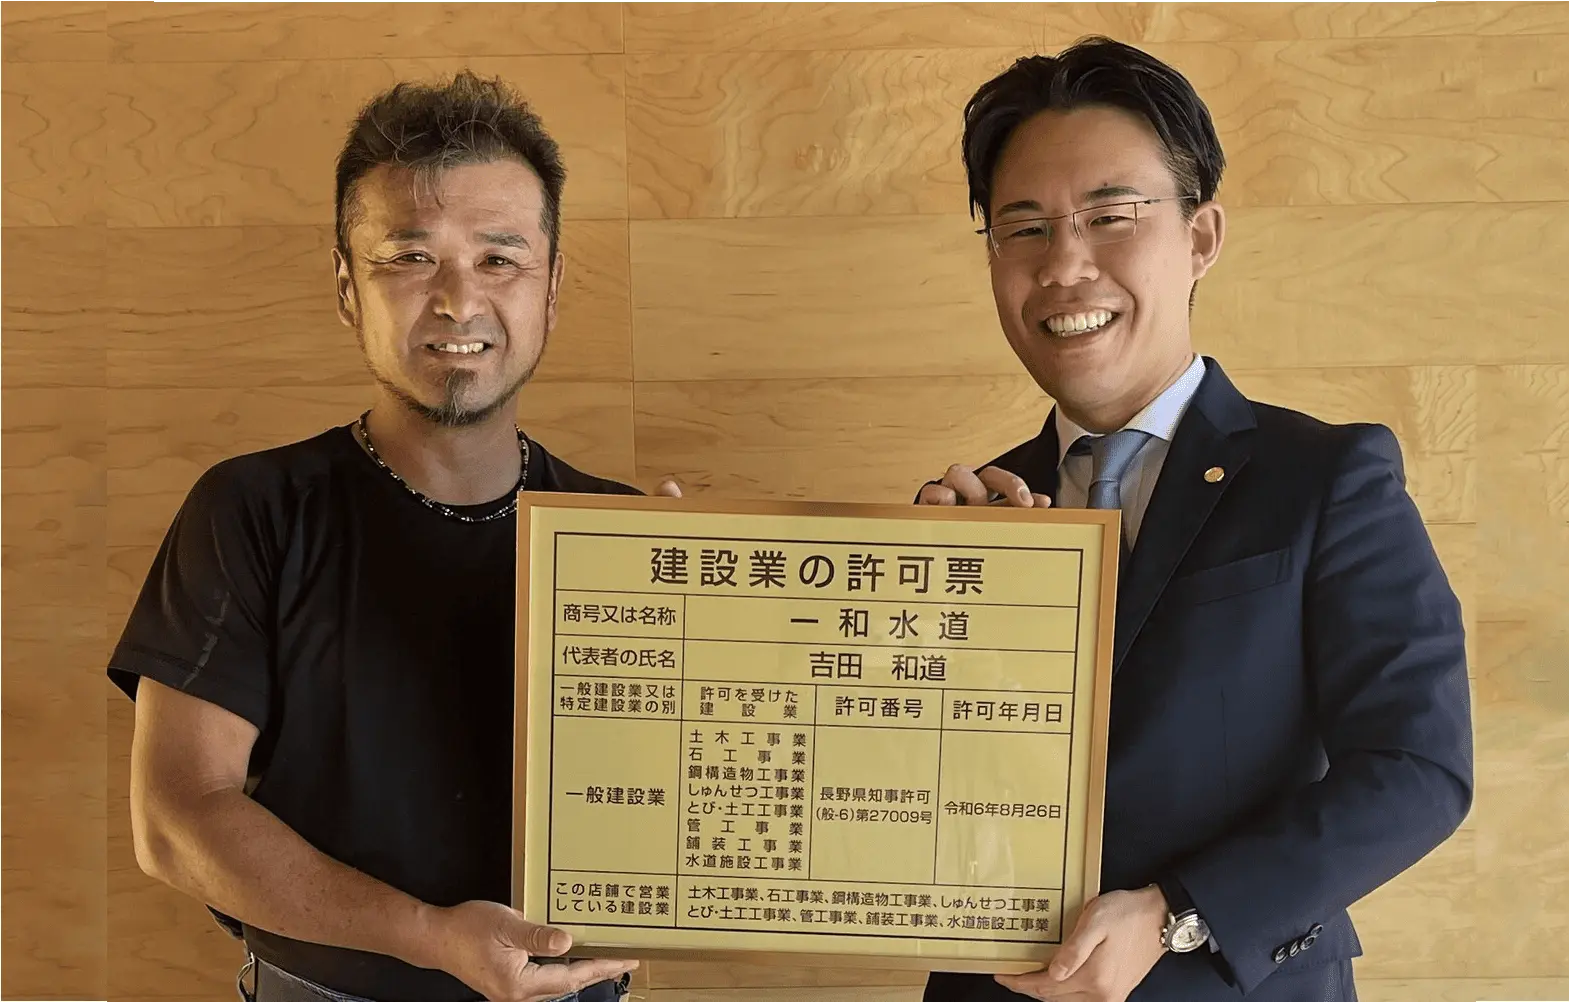 建設業の許可票
商号又は名称 一和水道
代表者の氏名 吉田 和道
一般建設業又は
特定建設業の別
許可を受けた
建設業
許可番号
許可年月日
一般建設業
土木工事業
石工事業
鋼構造物工事業
しゅんせつ工事業
とび・土工工事業
管工事業
舗装工事業
水道施設工事業
長野県知事許可
(般-6)第27009号
令和6年8月26日
この店舗で営業
している建設業
土木工事業、石工事業、鋼構造物工事業、しゅんせつ工事業
とび・土工工事業、管工事業、舗装工事業、水道施設工事業